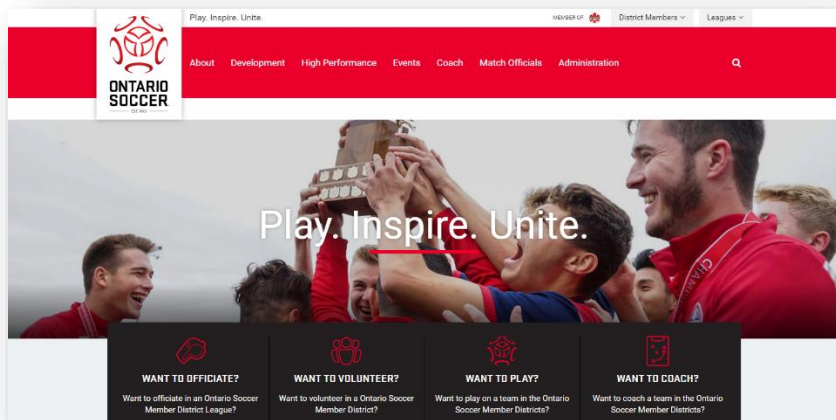 Play. Inspire. Unite.
MEMBER OF
District Members
Leagues
ONTARIO
SOCCER
About
Development
High Performance
Events
Coach
Match Officials
Administration
Play. Inspire. Unite.
CHAMPI
WANT TO OFFICIATE?
Want to officiate in an Ontario Soccer
Member District League?
WANT TO VOLUNTEER?
Want to volunteer in a Ontario Soccer
Member District?
WANT TO PLAY?
Want to play on a team in the Ontario
Soccer Member Districts?
WANT TO COACH?
Want to coach a team in the Ontario
Soccer Member Districts?